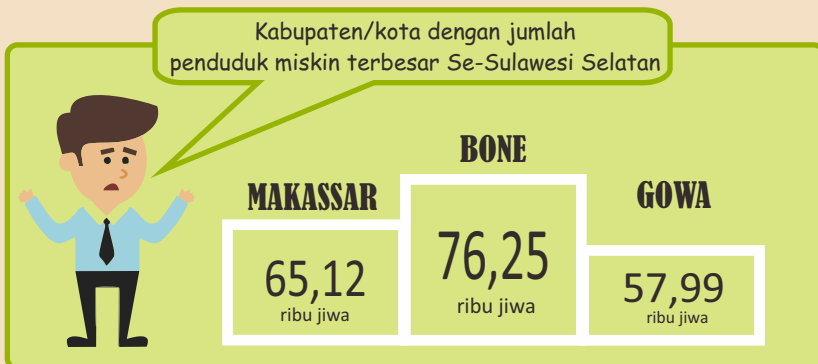 Kabupaten/kota dengan jumlah
penduduk miskin terbesar Se-Sulawesi Selatan
BONE
MAKASSAR
GOWA
76,25
ribu jiwa
65,12
ribu jiwa
57,99
ribu jiwa